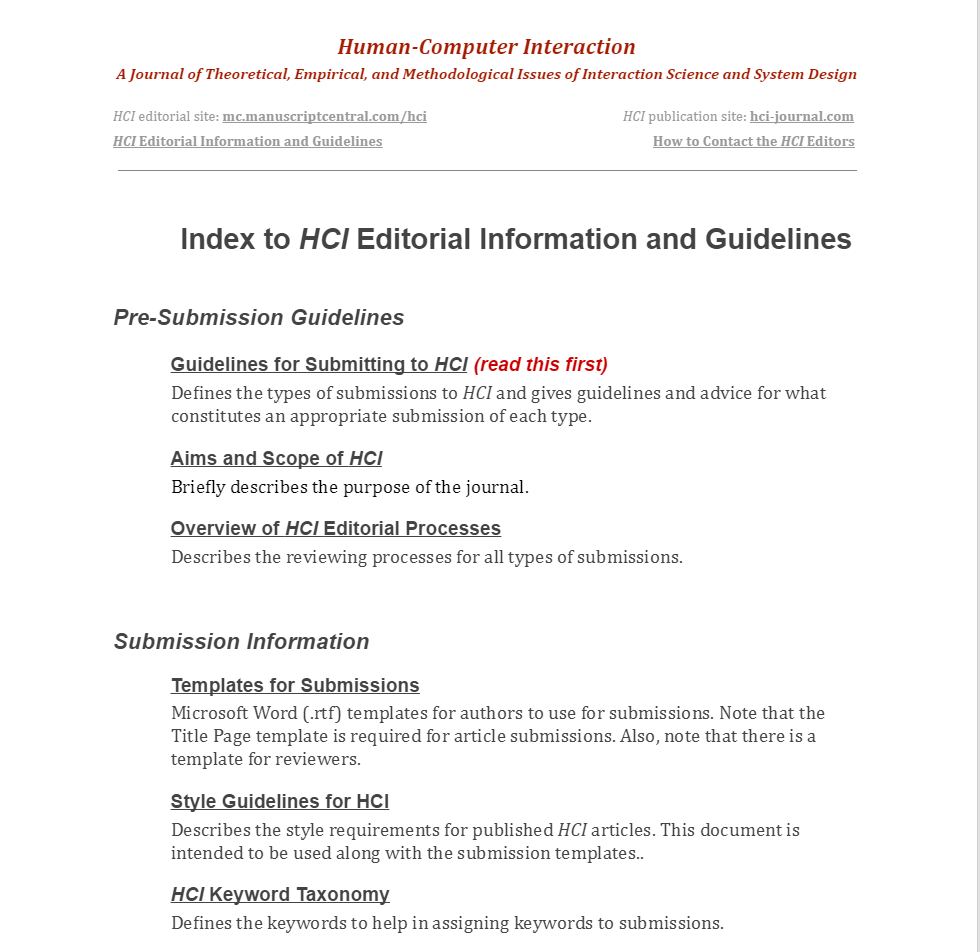 Human-Computer Interaction
A Journal of Theoretical, Empirical, and Methodological Issues of Interaction Science and System Design
HCI editorial site: mc.manuscriptcentral.com/hci
HCI publication site: hci-journal.com
HCI Editorial Information and Guidelines
How to Contact the HCI Editors
Index to HCI Editorial Information and Guidelines
Pre-Submission Guidelines
Guidelines for Submitting to HCI (read this first)
Defines the types of submissions to HCI and gives guidelines and advice for what
constitutes an appropriate submission of each type.
Aims and Scope of HCI
Briefly describes the purpose of the journal.
Overview of HCI Editorial Processes
Describes the reviewing processes for all types of submissions.
Submission Information
Templates for Submissions
Microsoft Word (.rtf) templates for authors to use for submissions. Note that the
Title Page template is required for article submissions. Also, note that there is a
template for reviewers.
Style Guidelines for HCI
Describes the style requirements for published HCI articles. This document is
intended to be used along with the submission templates..
HCI Keyword Taxonomy
Defines the keywords to help in assigning keywords to submissions.